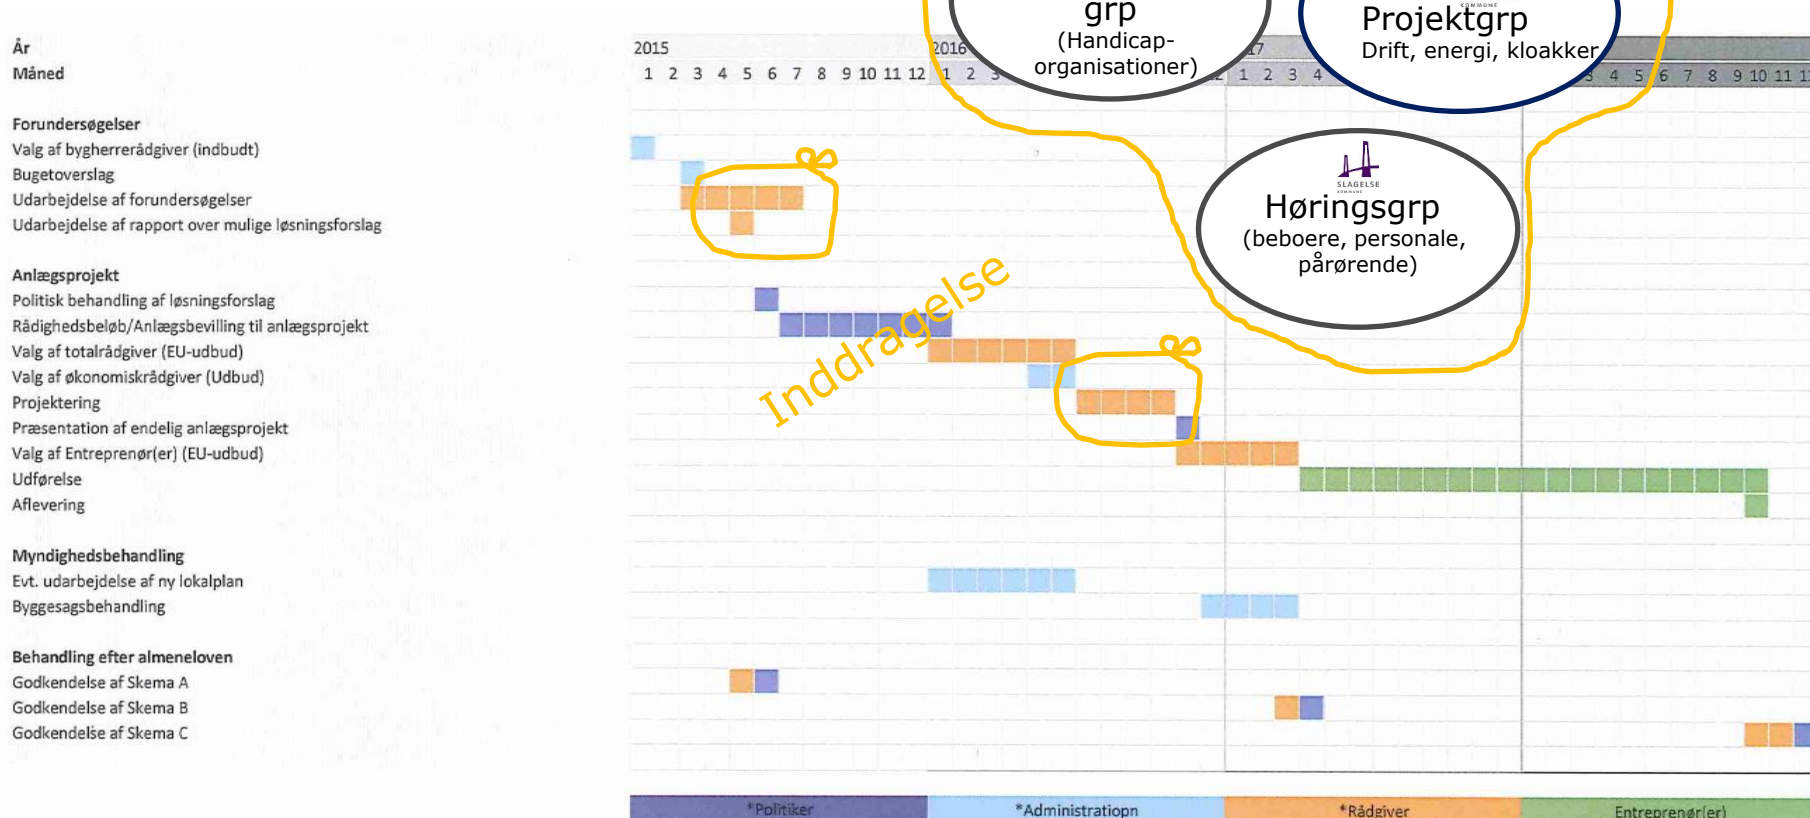 grp
(Handicap-
organisationer)
KOMMUNE
Projektgrp
Drift, energi, kloakker
År 2015 2016 17
Måned 1 2 3 4 5 6 7 8 9 10 11 12 1 2 3 1 2 3 4 3 4 5 6 7 8 9 10 11
Forundersøgelser
Valg af bygherrerådgiver (indbudt)
Bugetoverslag
Udarbejdelse af forundersøgelser
Udarbejdelse af rapport over mulige løsningsforslag
SLAGELSE
KOMMUNE
Høringsgrp
(beboere, personale,
pårørende)
Inddragelse
Anlægsprojekt
Politisk behandling af løsningsforslag
Rådighedsbeløb/Anlægsbevilling til anlægsprojekt
Valg af totalrådgiver (EU-udbud)
Valg af økonomiskrådgiver (Udbud)
Projektering
Præsentation af endelig anlægsprojekt
Valg af Entreprenør(er) (EU-udbud)
Udførelse
Aflevering
Myndighedsbehandling
Evt. udarbejdelse af ny lokalplan
Byggesagsbehandling
Behandling efter almeneloven
Godkendelse af Skema A
Godkendelse af Skema B
Godkendelse af Skema C
*Politiker *Administratiopn *Rådgiver Entreprenør(er)